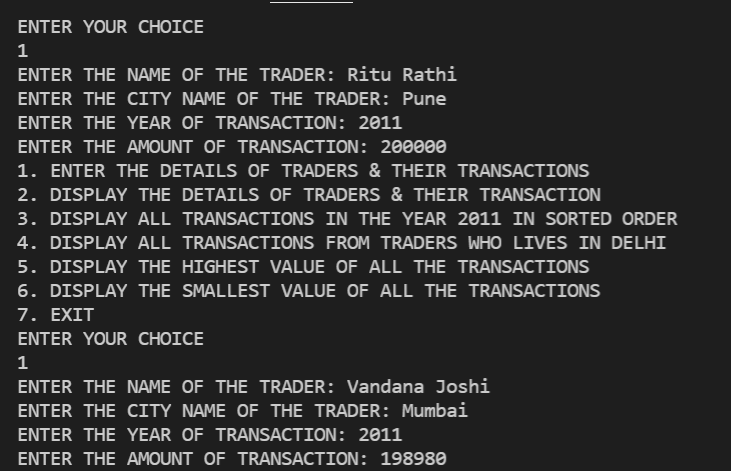 ENTER YOUR CHOICE
1
ENTER THE NAME OF THE TRADER: Ritu Rathi
ENTER THE CITY NAME OF THE TRADER: Pune
ENTER THE YEAR OF TRANSACTION: 2011
ENTER THE AMOUNT OF TRANSACTION: 200000
1. ENTER THE DETAILS OF TRADERS & THEIR TRANSACTIONS
2. DISPLAY THE DETAILS OF TRADERS & THEIR TRANSACTION
3. DISPLAY ALL TRANSACTIONS IN THE YEAR 2011 IN SORTED ORDER
4. DISPLAY ALL TRANSACTIONS FROM TRADERS WHO LIVES IN DELHI
5. DISPLAY THE HIGHEST VALUE OF ALL THE TRANSACTIONS
6. DISPLAY THE SMALLEST VALUE OF ALL THE TRANSACTIONS
7. EXIT
ENTER YOUR CHOICE
1
ENTER THE NAME OF THE TRADER: Vandana Joshi
ENTER THE CITY NAME OF THE TRADER: Mumbai
ENTER THE YEAR OF TRANSACTION: 2011
ENTER THE AMOUNT OF TRANSACTION: 198980